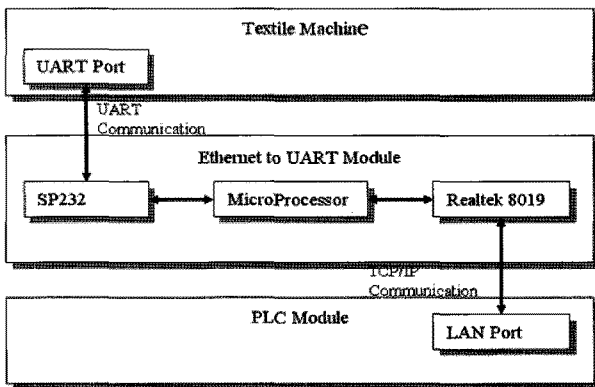 Textile Machine
UART Port
UART
Communication
Ethernet to UART Module
SP232
MicroProcessor
Realtek 8019
TCP/IP
Communication
PLC Module
LAN Port